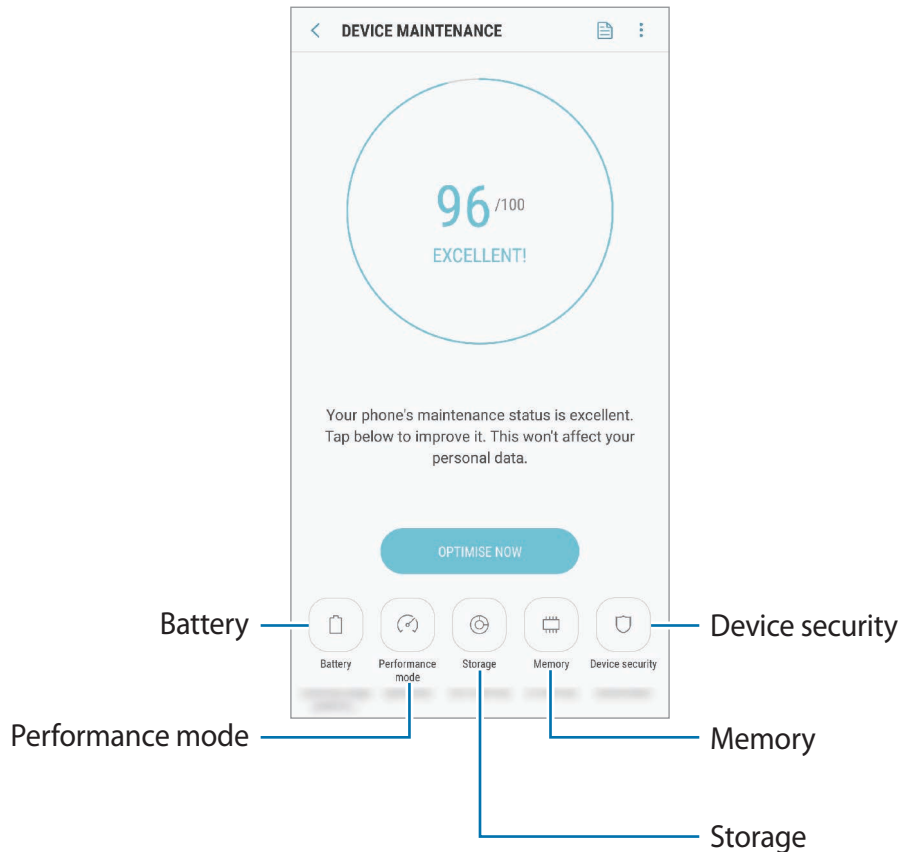 DEVICE MAINTENANCE
96 /100
EXCELLENT!
Your phone's maintenance status is excellent.
Tap below to improve it. This won't affect your
personal data.
OPTIMISE NOW
Battery
Device security
Battery
Performance
mode
Storage
Memory
Device security
Performance mode
Memory
Storage